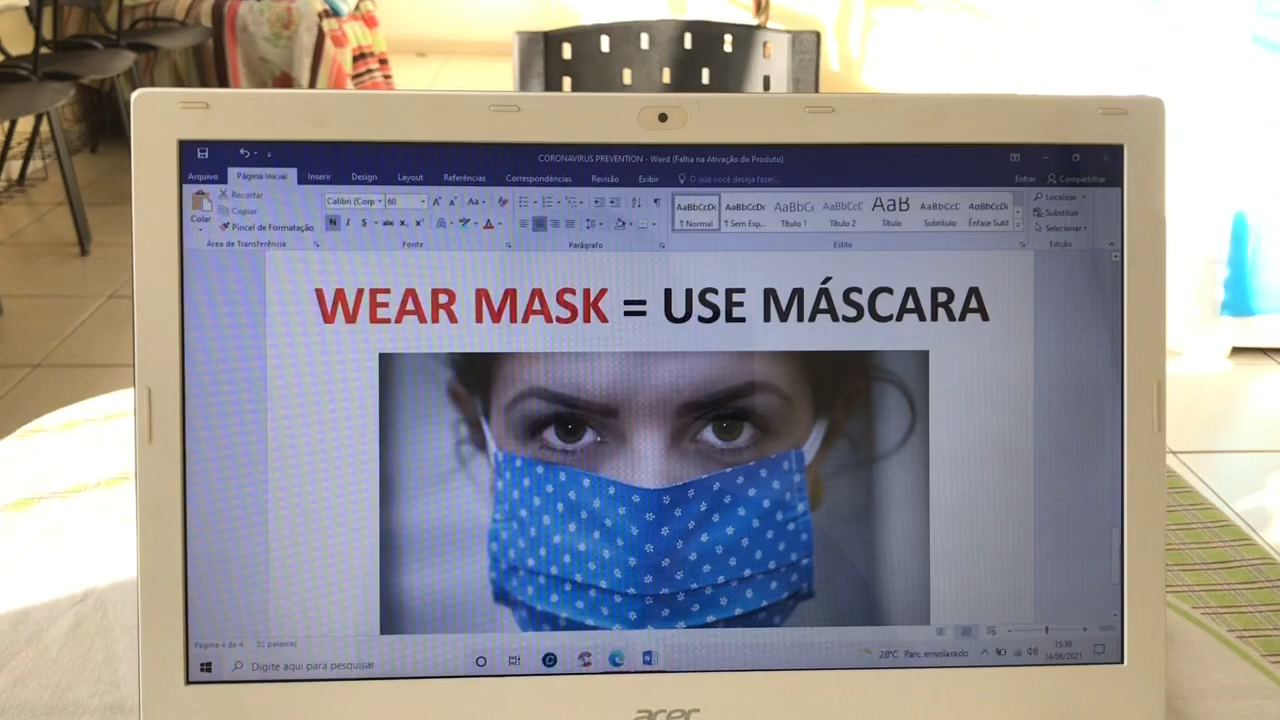 CORONAVIRUS PREVENTION - Word (Falha na Ativação do Produto)
Entrar Compartilhar
Arquivo Página Inicial Inserir Design Layout Referências Correspondências Revisão Exibir O que você deseja fazer...
Colar
Recortar
Copiar
Pincel de Formatação
Área de Transferência
Calibri (Corp 60
Fonte
Parágrafo
AaBbCcDc AaBbCcDc AaBbCc AaBbCcC AaB AaBbCcC AaBbCcDc
¶ Normal ¶ Sem Esp... Título 1 Título 2 Título Subtítulo Ênfase Sutil
Estilo
Localizar
Substituir
Selecionar
Edição
WEAR MASK = USE MÁSCARA
Página 4 de 4 32 palavras
100%
Digite aqui para pesquisar
28°C Parc ensolarado
15:39
14/06/2021
acer